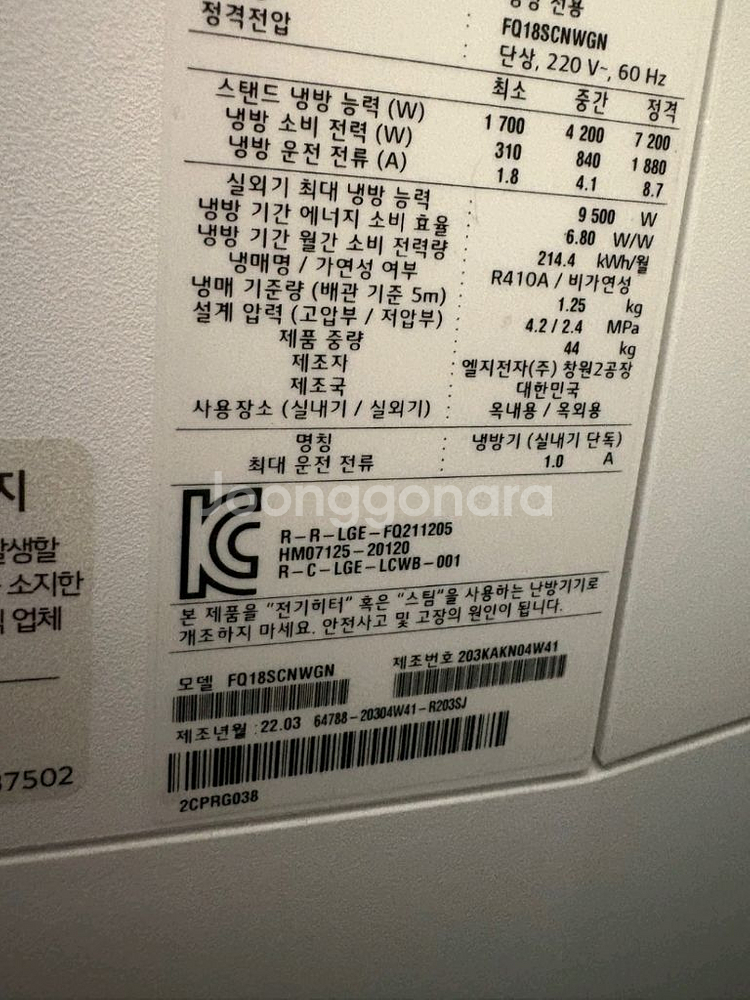 냉방 전용
정격전압
FQ18SCNWGN
: 단상, 220 V~, 60 Hz
최소 중간 정격
스탠드 냉방 능력 (W) 1 700 4 200 7 200
냉방 소비 전력 (W) 310 840 1 880
냉방 운전 전류 (A) 1.8 4.1 8.7
실외기 최대 냉방 능력 : 9 500 W
냉방 기간 에너지 소비 효율 : 6.80 W/W
냉방 기간 월간 소비 전력량 : 214.4 kWh/월
냉매명 / 가연성 여부 : R410A / 비가연성
냉매 기준량 (배관 기준 5m) : 1.25 kg
설계 압력 (고압부 / 저압부) : 4.2 / 2.4 MPa
제품 중량 : 44 kg
제조자 : 엘지전자(주) 창원2공장
제조국 : 대한민국
사용장소 (실내기 / 실외기) : 옥내용 / 옥외용
명칭 : 냉방기 (실내기 단독)
최대 운전 전류 : 1.0 A
Joonggonara
R-R-LGE-FQ211205
HM07125-20120
R-C-LGE-LCWB-001
본 제품을 "전기히터" 혹은 "스팀"을 사용하는 난방기기로
개조하지 마세요. 안전사고 및 고장의 원인이 됩니다.
모델 FQ18SCNWGN 제조번호 203KAKN04W41
제조년월 : 22.03 64788-20304W41-R203SJ
2CPRG038
지
발생할
소지한
업체
37502